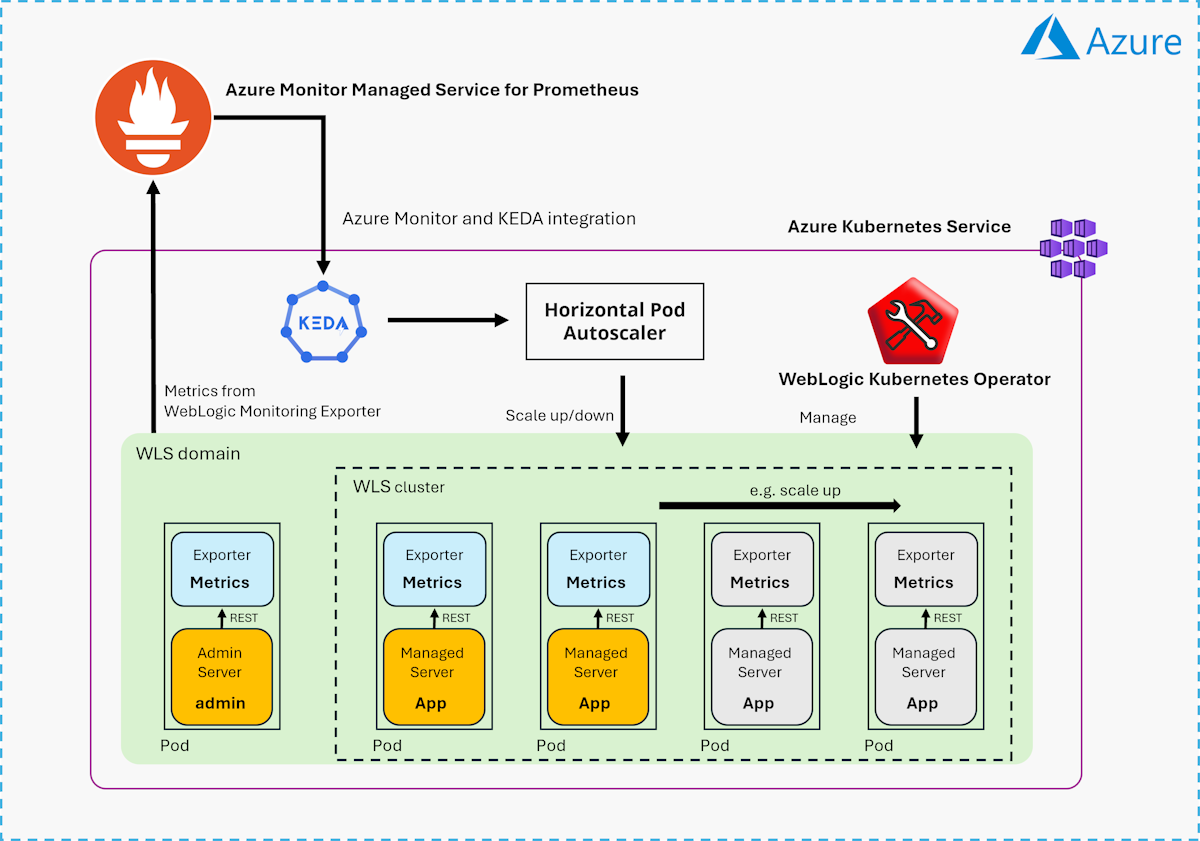 Azure
Azure Monitor Managed Service for Prometheus
Azure Monitor and KEDA integration
Azure Kubernetes Service
KEDA
Horizontal Pod
Autoscaler
WebLogic Kubernetes Operator
Metrics from
WebLogic Monitoring Exporter
Scale up/down
Manage
WLS domain
WLS cluster
e.g. scale up
Exporter
Metrics
REST
Admin
Server
admin
Pod
Exporter
Metrics
REST
Managed
Server
App
Pod
Exporter
Metrics
REST
Managed
Server
App
Pod
Exporter
Metrics
REST
Managed
Server
App
Pod
Exporter
Metrics
REST
Managed
Server
App
Pod